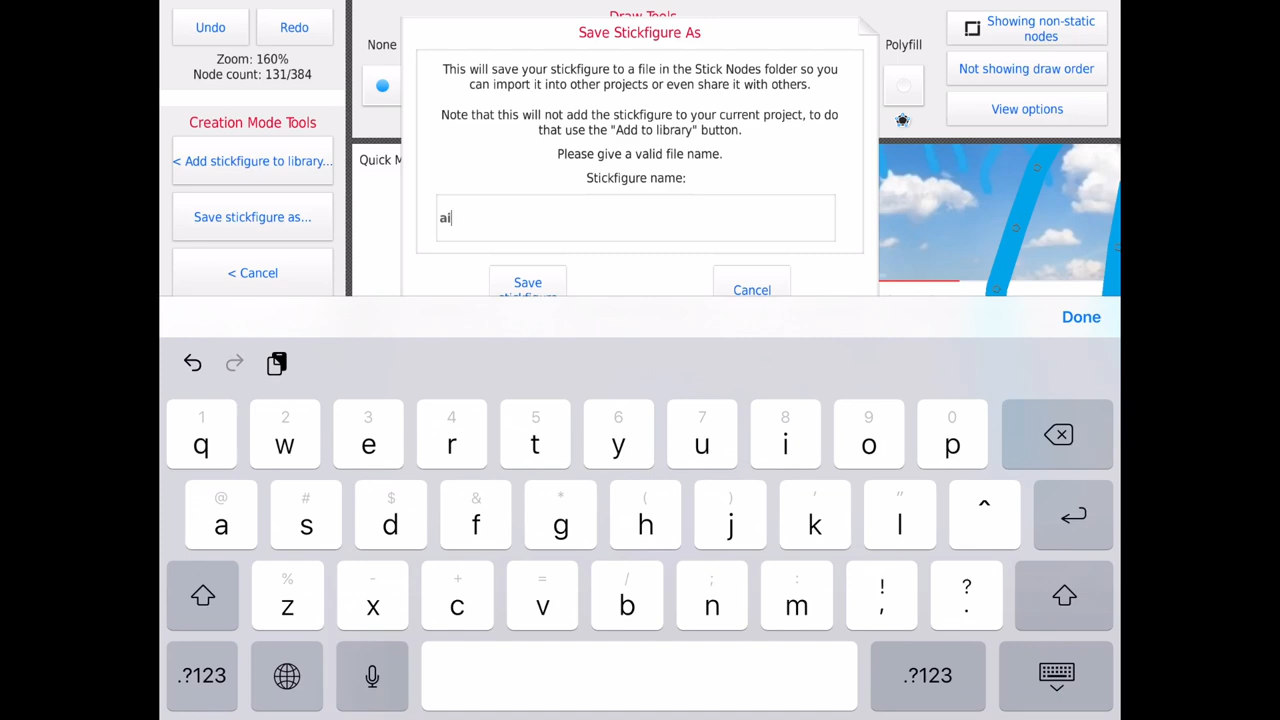 Undo
Redo
Zoom: 160%
Node count: 131/384
Creation Mode Tools
< Add stickfigure to library...
Save stickfigure as...
< Cancel
Draw Tools
None
Quick M
Save Stickfigure As
This will save your stickfigure to a file in the Stick Nodes folder so you
can import it into other projects or even share it with others.
Note that this will not add the stickfigure to your current project, to do
that use the "Add to library" button.
Please give a valid file name.
Stickfigure name:
ai
Save
stickfigure
Cancel
Polyfill
Showing non-static
nodes
Not showing draw order
View options
Done
1 2 3 4 5 6 7 8 9 0
q w e r t y u i o p
@ # $ & * ( ) ' "
a s d f g h j k l ^
% - + = / ; : ! ?
z x c v b n m , .
.?123
.?123